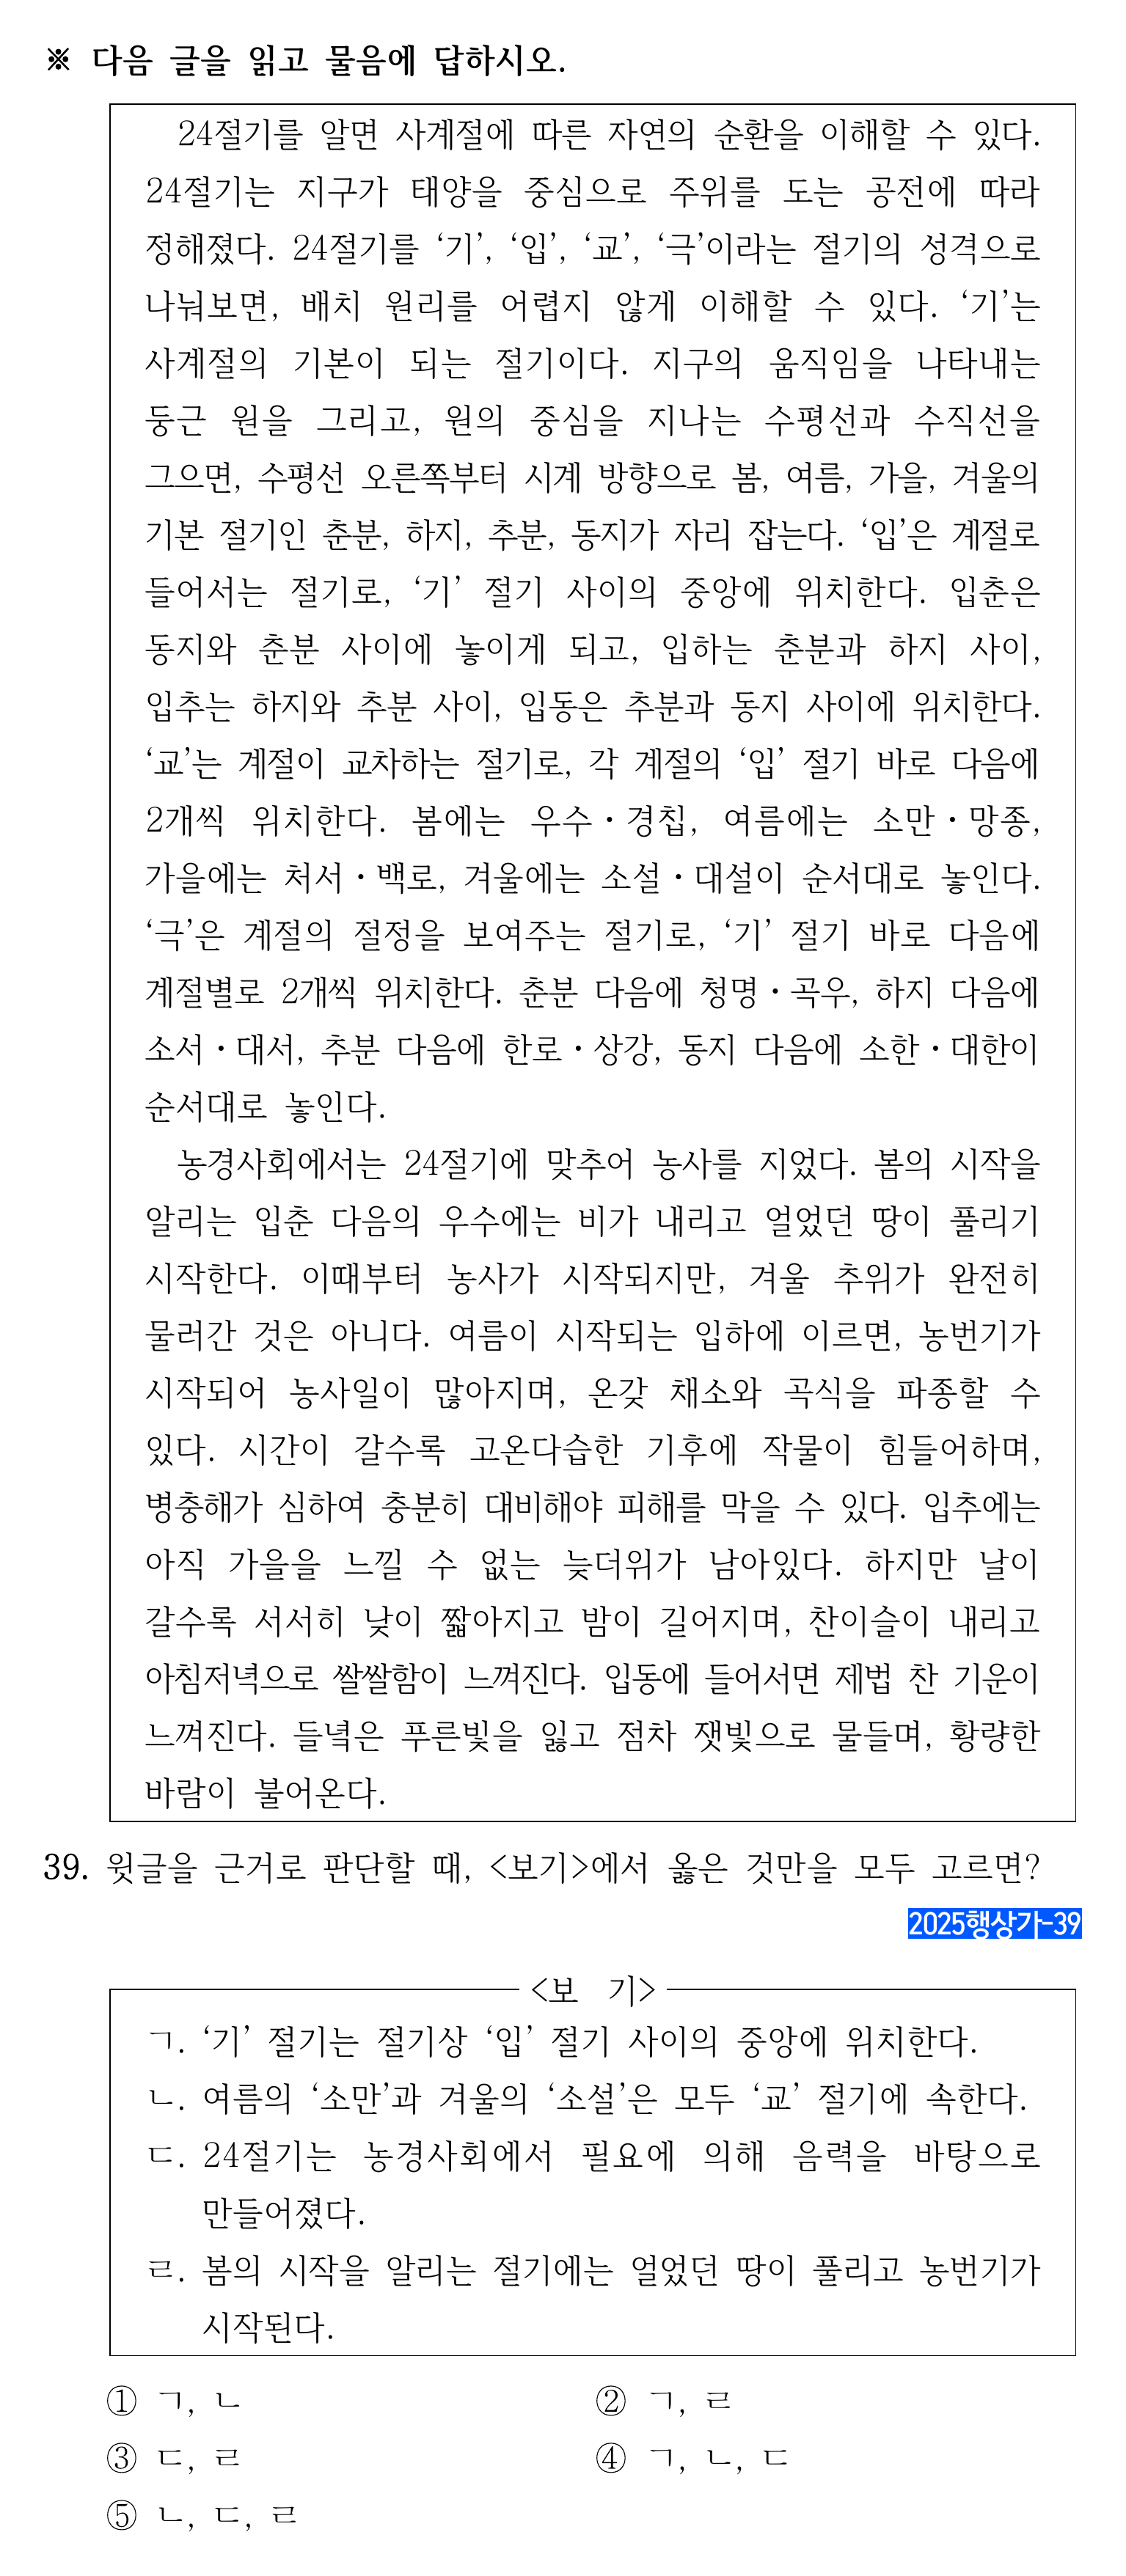 ※ 다음 글을 읽고 물음에 답하시오.
24절기를 알면 사계절에 따른 자연의 순환을 이해할 수 있다.
24절기는 지구가 태양을 중심으로 주위를 도는 공전에 따라
정해졌다. 24절기를 ‘기’, ‘입’, ‘교’, ‘극’이라는 절기의 성격으로
나눠보면, 배치 원리를 어렵지 않게 이해할 수 있다. ‘기’는
사계절의 기본이 되는 절기이다. 지구의 움직임을 나타내는
둥근 원을 그리고, 원의 중심을 지나는 수평선과 수직선을
그으면, 수평선 오른쪽부터 시계 방향으로 봄, 여름, 가을, 겨울의
기본 절기인 춘분, 하지, 추분, 동지가 자리 잡는다. ‘입’은 계절로
들어서는 절기로, ‘기’ 절기 사이의 중앙에 위치한다. 입춘은
동지와 춘분 사이에 놓이게 되고, 입하는 춘분과 하지 사이,
입추는 하지와 추분 사이, 입동은 추분과 동지 사이에 위치한다.
‘교’는 계절이 교차하는 절기로, 각 계절의 ‘입’ 절기 바로 다음에
2개씩 위치한다. 봄에는 우수・경칩, 여름에는 소만・망종,
가을에는 처서・백로, 겨울에는 소설・대설이 순서대로 놓인다.
‘극’은 계절의 절정을 보여주는 절기로, ‘기’ 절기 바로 다음에
계절별로 2개씩 위치한다. 춘분 다음에 청명・곡우, 하지 다음에
소서・대서, 추분 다음에 한로・상강, 동지 다음에 소한・대한이
순서대로 놓인다.
농경사회에서는 24절기에 맞추어 농사를 지었다. 봄의 시작을
알리는 입춘 다음의 우수에는 비가 내리고 얼었던 땅이 풀리기
시작한다. 이때부터 농사가 시작되지만, 겨울 추위가 완전히
물러간 것은 아니다. 여름이 시작되는 입하에 이르면, 농번기가
시작되어 농사일이 많아지며, 온갖 채소와 곡식을 파종할 수
있다. 시간이 갈수록 고온다습한 기후에 작물이 힘들어하며,
병충해가 심하여 충분히 대비해야 피해를 막을 수 있다. 입추에는
아직 가을을 느낄 수 없는 늦더위가 남아있다. 하지만 날이
갈수록 서서히 낮이 짧아지고 밤이 길어지며, 찬이슬이 내리고
아침저녁으로 쌀쌀함이 느껴진다. 입동에 들어서면 제법 찬 기운이
느껴진다. 들녘은 푸른빛을 잃고 점차 잿빛으로 물들며, 황량한
바람이 불어온다.
39. 윗글을 근거로 판단할 때, <보기>에서 옳은 것만을 모두 고르면?
2025행상가-39
<보 기>
ㄱ. ‘기’ 절기는 절기상 ‘입’ 절기 사이의 중앙에 위치한다.
ㄴ. 여름의 ‘소만’과 겨울의 ‘소설’은 모두 ‘교’ 절기에 속한다.
ㄷ. 24절기는 농경사회에서 필요에 의해 음력을 바탕으로
만들어졌다.
ㄹ. 봄의 시작을 알리는 절기에는 얼었던 땅이 풀리고 농번기가
시작된다.
① ㄱ, ㄴ ② ㄱ, ㄹ
③ ㄷ, ㄹ ④ ㄱ, ㄴ, ㄷ
⑤ ㄴ, ㄷ, ㄹ